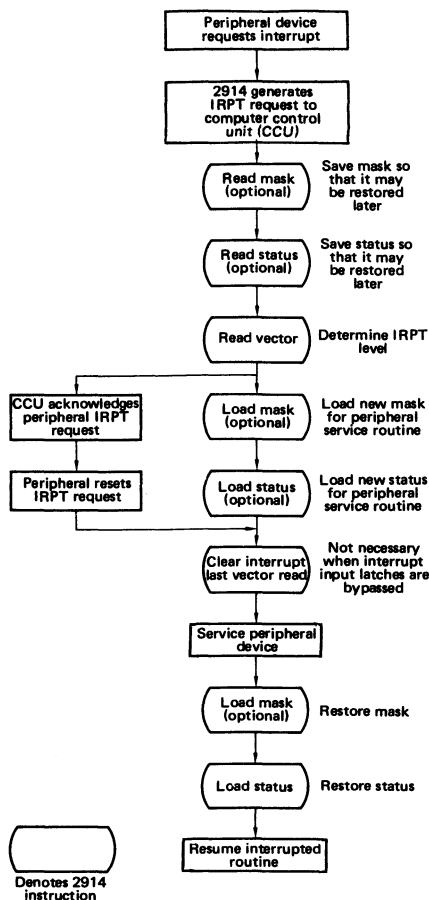 Peripheral device
requests interrupt
2914 generates
IRPT request to
computer control
unit (CCU)
Read mask
(optional)
Save mask so
that it may
be restored
later
Read status
(optional)
Save status so
that it may
be restored
later
Read vector
Determine IRPT
level
CCU acknowledges
peripheral IRPT
request
Load mask
(optional)
Load new mask
for peripheral
service routine
Peripheral resets
IRPT request
Load status
(optional)
Load new status
for peripheral
service routine
Clear interrupt
last vector read
Not necessary
when interrupt
input latches are
bypassed
Service peripheral
device
Load mask
(optional)
Restore mask
Load status
Restore status
Resume interrupted
routine
Denotes 2914
instruction